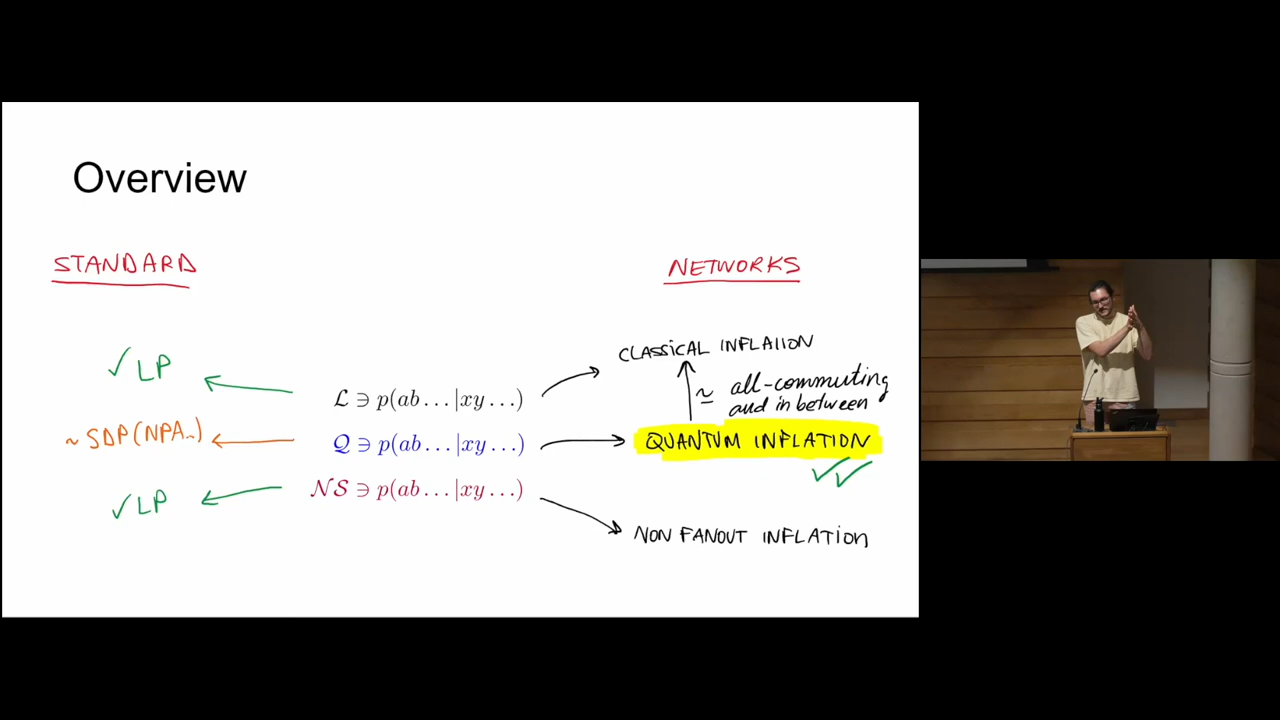 Overview
STANDARD
NETWORKS
CLASSICAL INFLATION
✓ LP
≃ all-commuting
and in between
ℒ ∋ p(ab...|xy...)
~ SDP (NPA..)
𝒬 ∋ p(ab...|xy...)
QUANTUM INFLATION
✓✓
✓ LP
𝒩𝒮 ∋ p(ab...|xy...)
NON FANOUT INFLATION